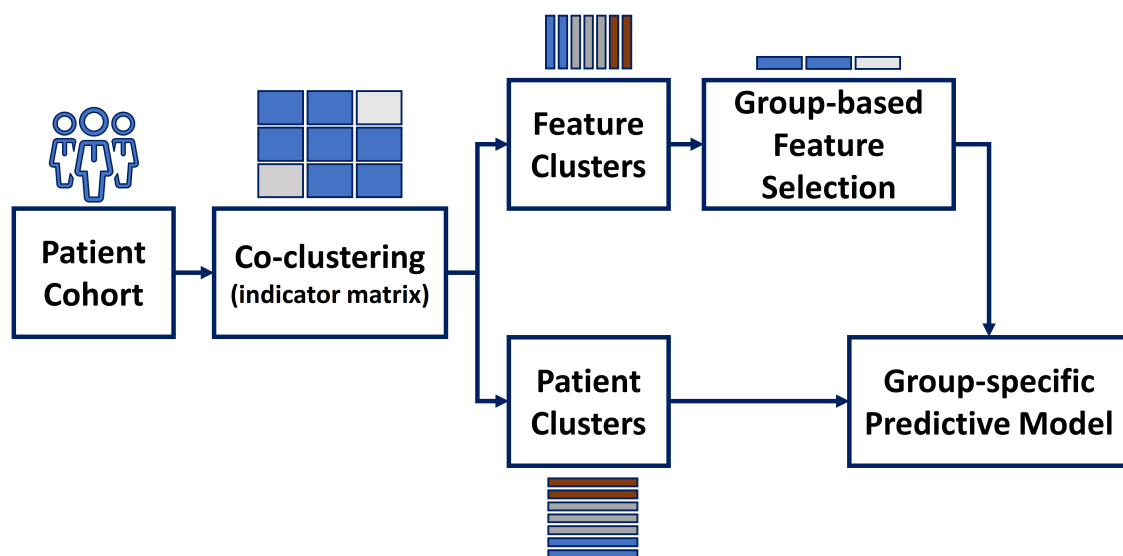 Patient
Cohort
Co-clustering
(indicator matrix)
Feature
Clusters
Group-based
Feature
Selection
Patient
Clusters
Group-specific
Predictive Model